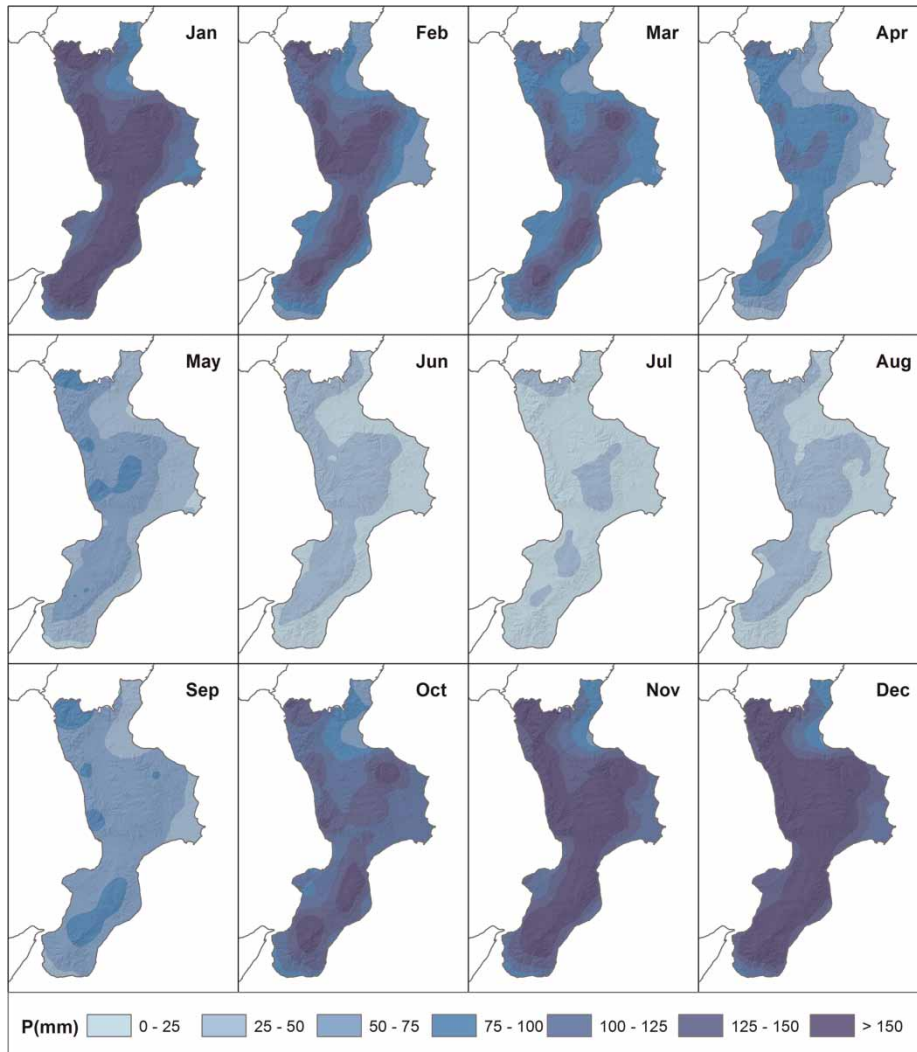 Jan Feb Mar Apr
May Jun Jul Aug
Sep Oct Nov Dec
P(mm) 0 - 25 25 - 50 50 - 75 75 - 100 100 - 125 125 - 150 > 150